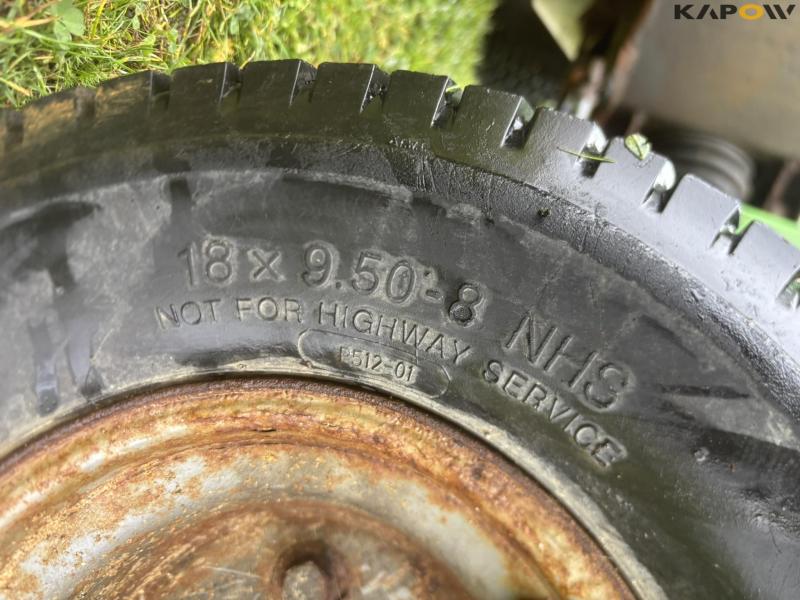 KAPOW
18 x 9.50-8 NHS
NOT FOR HIGHWAY SERVICE
P512-01